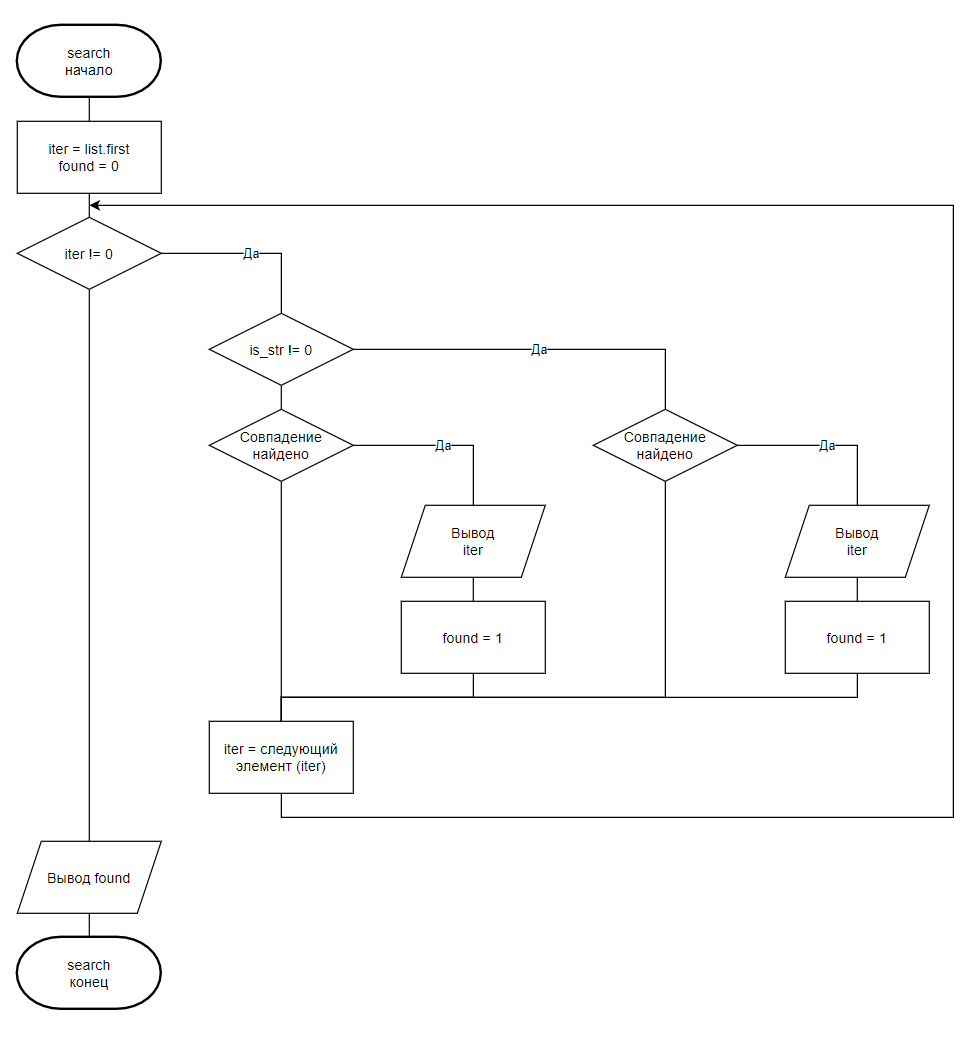 search
начало
iter = list.first
found = 0
iter != 0
Да
is_str != 0
Да
Совпадение
найдено
Да
Совпадение
найдено
Да
Вывод
iter
Вывод
iter
found = 1
found = 1
iter = следующий
элемент (iter)
Вывод found
search
конец